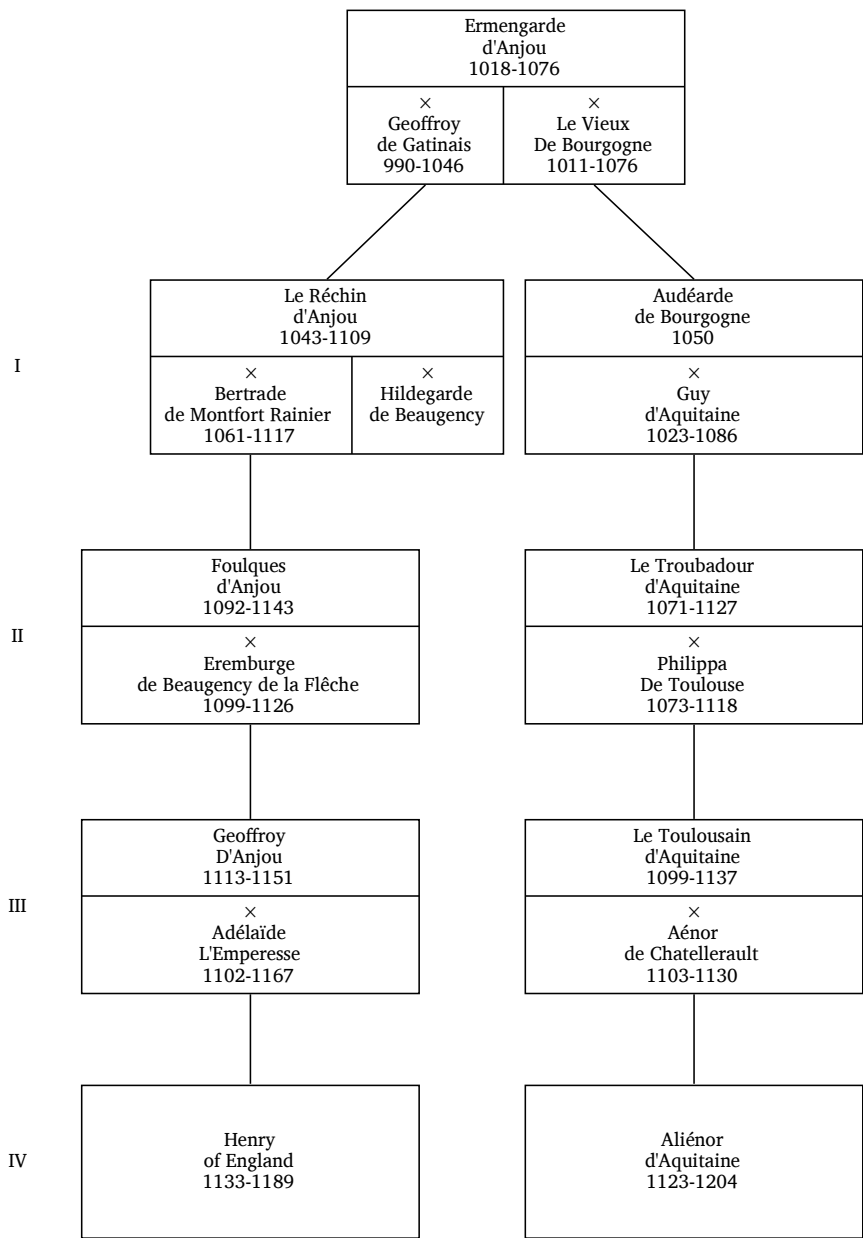 Ermengarde
d'Anjou
1018-1076
×
Geoffroy
de Gatinais
990-1046
×
Le Vieux
De Bourgogne
1011-1076
I
Le Réchin
d'Anjou
1043-1109
×
Bertrade
de Montfort Rainier
1061-1117
×
Hildegarde
de Beaugency
Audéarde
de Bourgogne
1050
×
Guy
d'Aquitaine
1023-1086
II
Foulques
d'Anjou
1092-1143
×
Eremburge
de Beaugency de la Flêche
1099-1126
Le Troubadour
d'Aquitaine
1071-1127
×
Philippa
De Toulouse
1073-1118
III
Geoffroy
D'Anjou
1113-1151
×
Adélaïde
L'Emperesse
1102-1167
Le Toulousain
d'Aquitaine
1099-1137
×
Aénor
de Chatellerault
1103-1130
IV
Henry
of England
1133-1189
Aliénor
d'Aquitaine
1123-1204